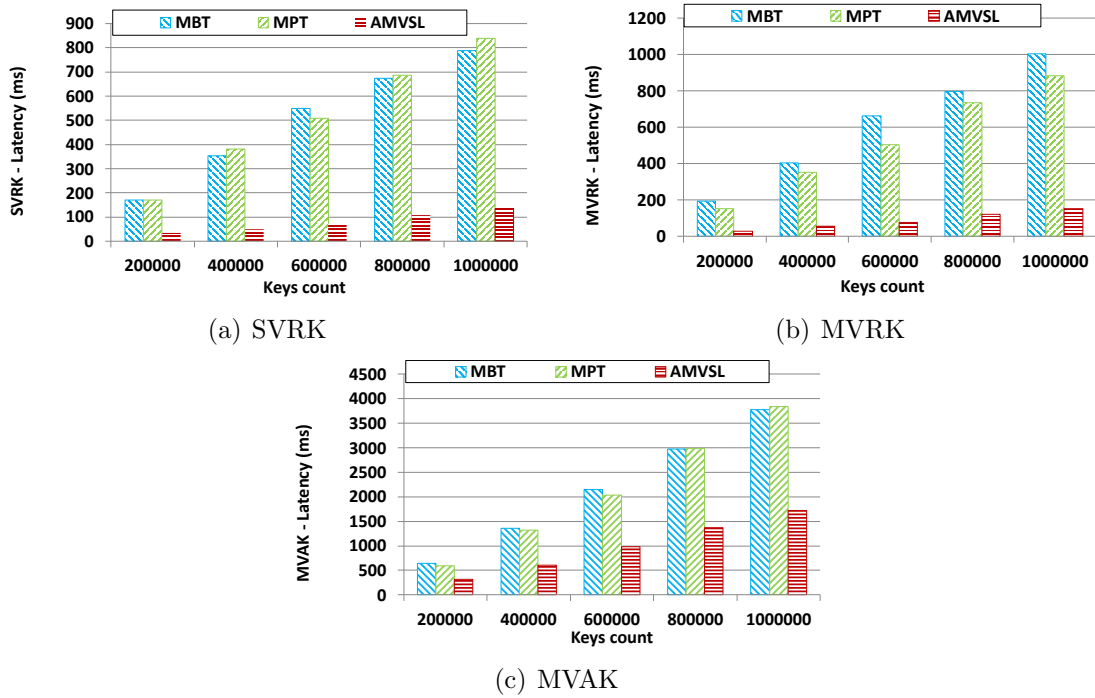 MBT MPT AMVSL
900
800
700
600
500
400
300
200
100
0
SVRK - Latency (ms)
200000 400000 600000 800000 1000000
Keys count
(a) SVRK
MBT MPT AMVSL
1200
1000
800
600
400
200
0
MVRK - Latency (ms)
200000 400000 600000 800000 1000000
Keys count
(b) MVRK
MBT MPT AMVSL
4500
4000
3500
3000
2500
2000
1500
1000
500
0
MVAK - Latency (ms)
200000 400000 600000 800000 1000000
Keys count
(c) MVAK